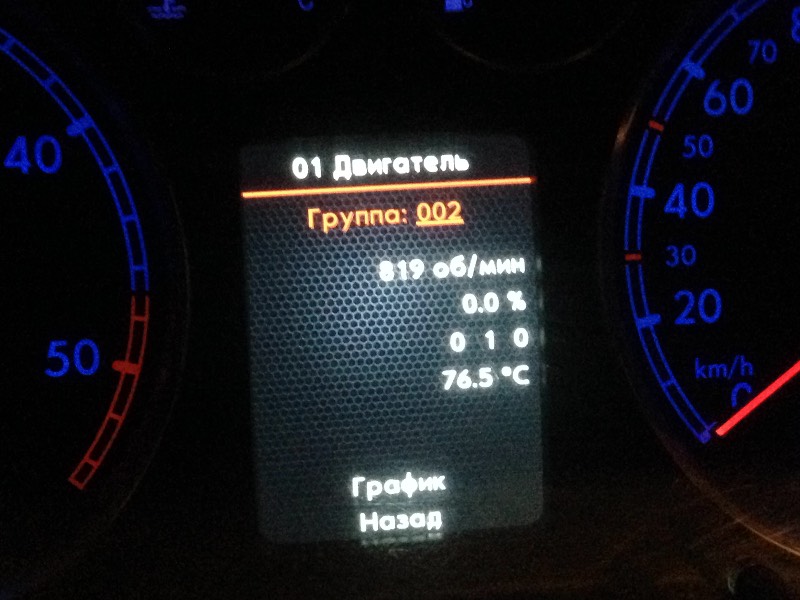 01 Двигатель
Группа: 002
819 об/мин
0.0 %
0 1 0
76.5 °C
График
Назад
40
50
70
60
50
40
30
20
km/h